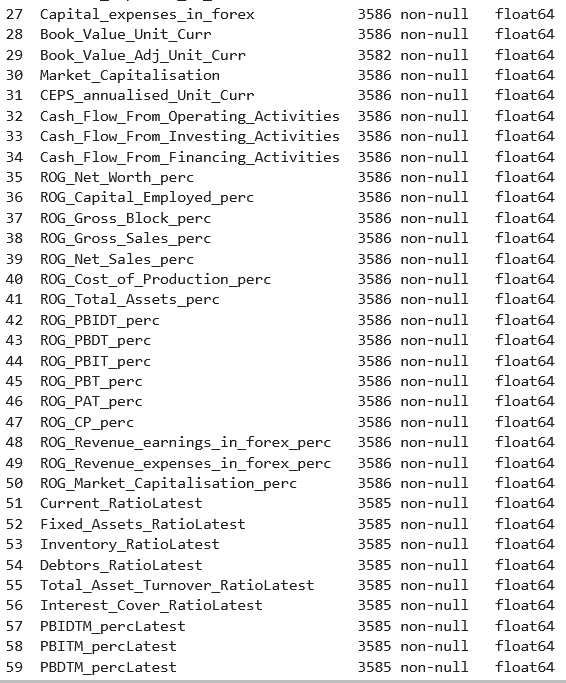 27 Capital_expenses_in_forex 3586 non-null float64
28 Book_Value_Unit_Curr 3586 non-null float64
29 Book_Value_Adj_Unit_Curr 3582 non-null float64
30 Market_Capitalisation 3586 non-null float64
31 CEPS_annualised_Unit_Curr 3586 non-null float64
32 Cash_Flow_From_Operating_Activities 3586 non-null float64
33 Cash_Flow_From_Investing_Activities 3586 non-null float64
34 Cash_Flow_From_Financing_Activities 3586 non-null float64
35 ROG_Net_Worth_perc 3586 non-null float64
36 ROG_Capital_Employed_perc 3586 non-null float64
37 ROG_Gross_Block_perc 3586 non-null float64
38 ROG_Gross_Sales_perc 3586 non-null float64
39 ROG_Net_Sales_perc 3586 non-null float64
40 ROG_Cost_of_Production_perc 3586 non-null float64
41 ROG_Total_Assets_perc 3586 non-null float64
42 ROG_PBIDT_perc 3586 non-null float64
43 ROG_PBDT_perc 3586 non-null float64
44 ROG_PBIT_perc 3586 non-null float64
45 ROG_PBT_perc 3586 non-null float64
46 ROG_PAT_perc 3586 non-null float64
47 ROG_CP_perc 3586 non-null float64
48 ROG_Revenue_earnings_in_forex_perc 3586 non-null float64
49 ROG_Revenue_expenses_in_forex_perc 3586 non-null float64
50 ROG_Market_Capitalisation_perc 3586 non-null float64
51 Current_RatioLatest 3585 non-null float64
52 Fixed_Assets_RatioLatest 3585 non-null float64
53 Inventory_RatioLatest 3585 non-null float64
54 Debtors_RatioLatest 3585 non-null float64
55 Total_Asset_Turnover_RatioLatest 3585 non-null float64
56 Interest_Cover_RatioLatest 3585 non-null float64
57 PBIDTM_percLatest 3585 non-null float64
58 PBITM_percLatest 3585 non-null float64
59 PBDTM_percLatest 3585 non-null float64